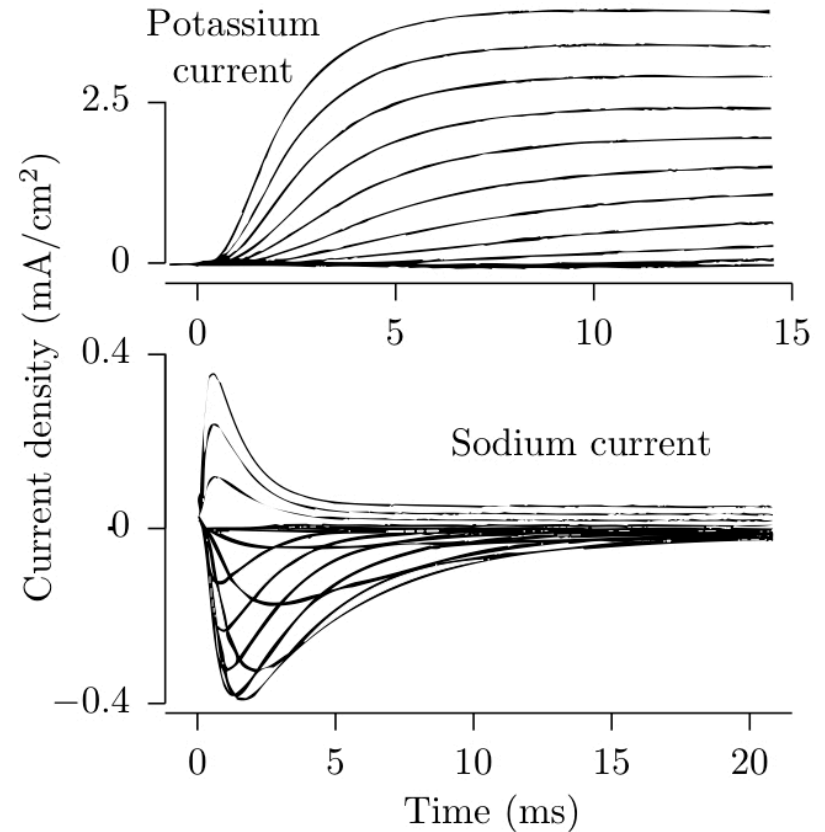 Potassium
current
2.5
0
0 5 10 15
Current density (mA/cm²)
0.4
Sodium current
0
−0.4
0 5 10 15 20
Time (ms)